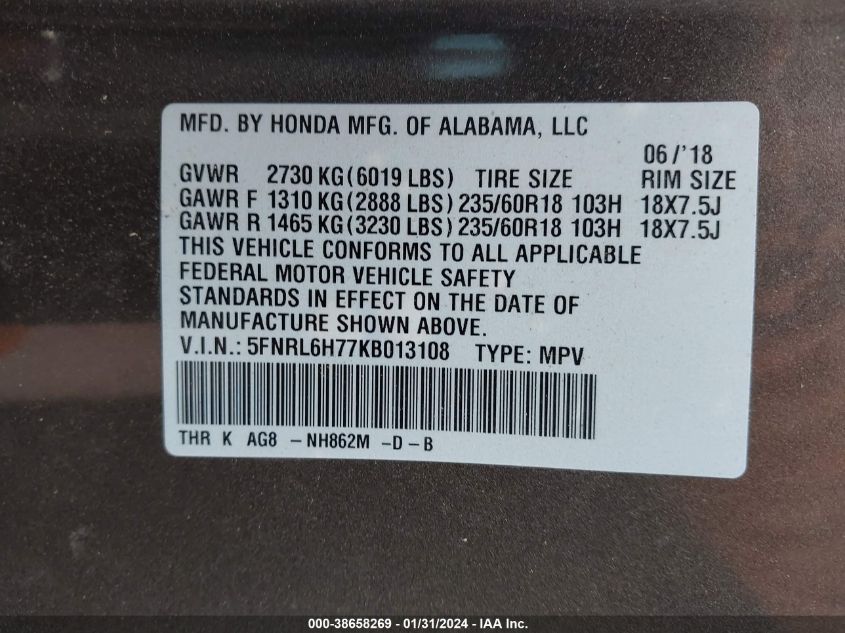 MFD. BY HONDA MFG. OF ALABAMA, LLC
06/'18
GVWR 2730 KG(6019 LBS) TIRE SIZE RIM SIZE
GAWR F 1310 KG(2888 LBS) 235/60R18 103H 18X7.5J
GAWR R 1465 KG(3230 LBS) 235/60R18 103H 18X7.5J
THIS VEHICLE CONFORMS TO ALL APPLICABLE
FEDERAL MOTOR VEHICLE SAFETY
STANDARDS IN EFFECT ON THE DATE OF
MANUFACTURE SHOWN ABOVE.
V.I.N.: 5FNRL6H77KB013108 TYPE: MPV
THR K AG8 -NH862M -D-B
000-38658269 - 01/31/2024 - IAA Inc.